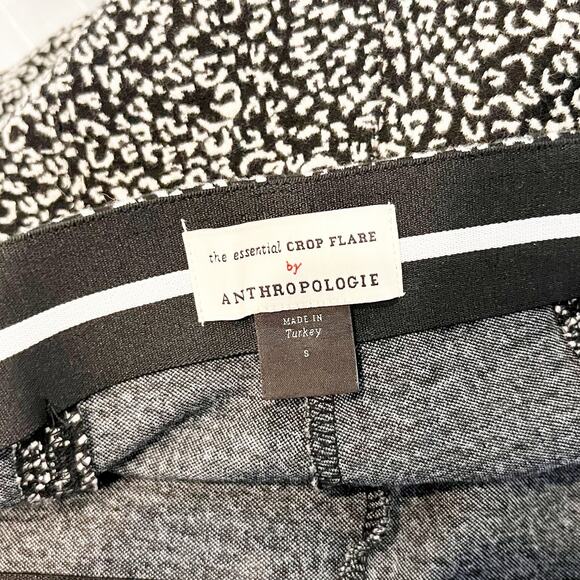 the essential CROP FLARE
by
ANTHROPOLOGIE
MADE IN
Turkey
S